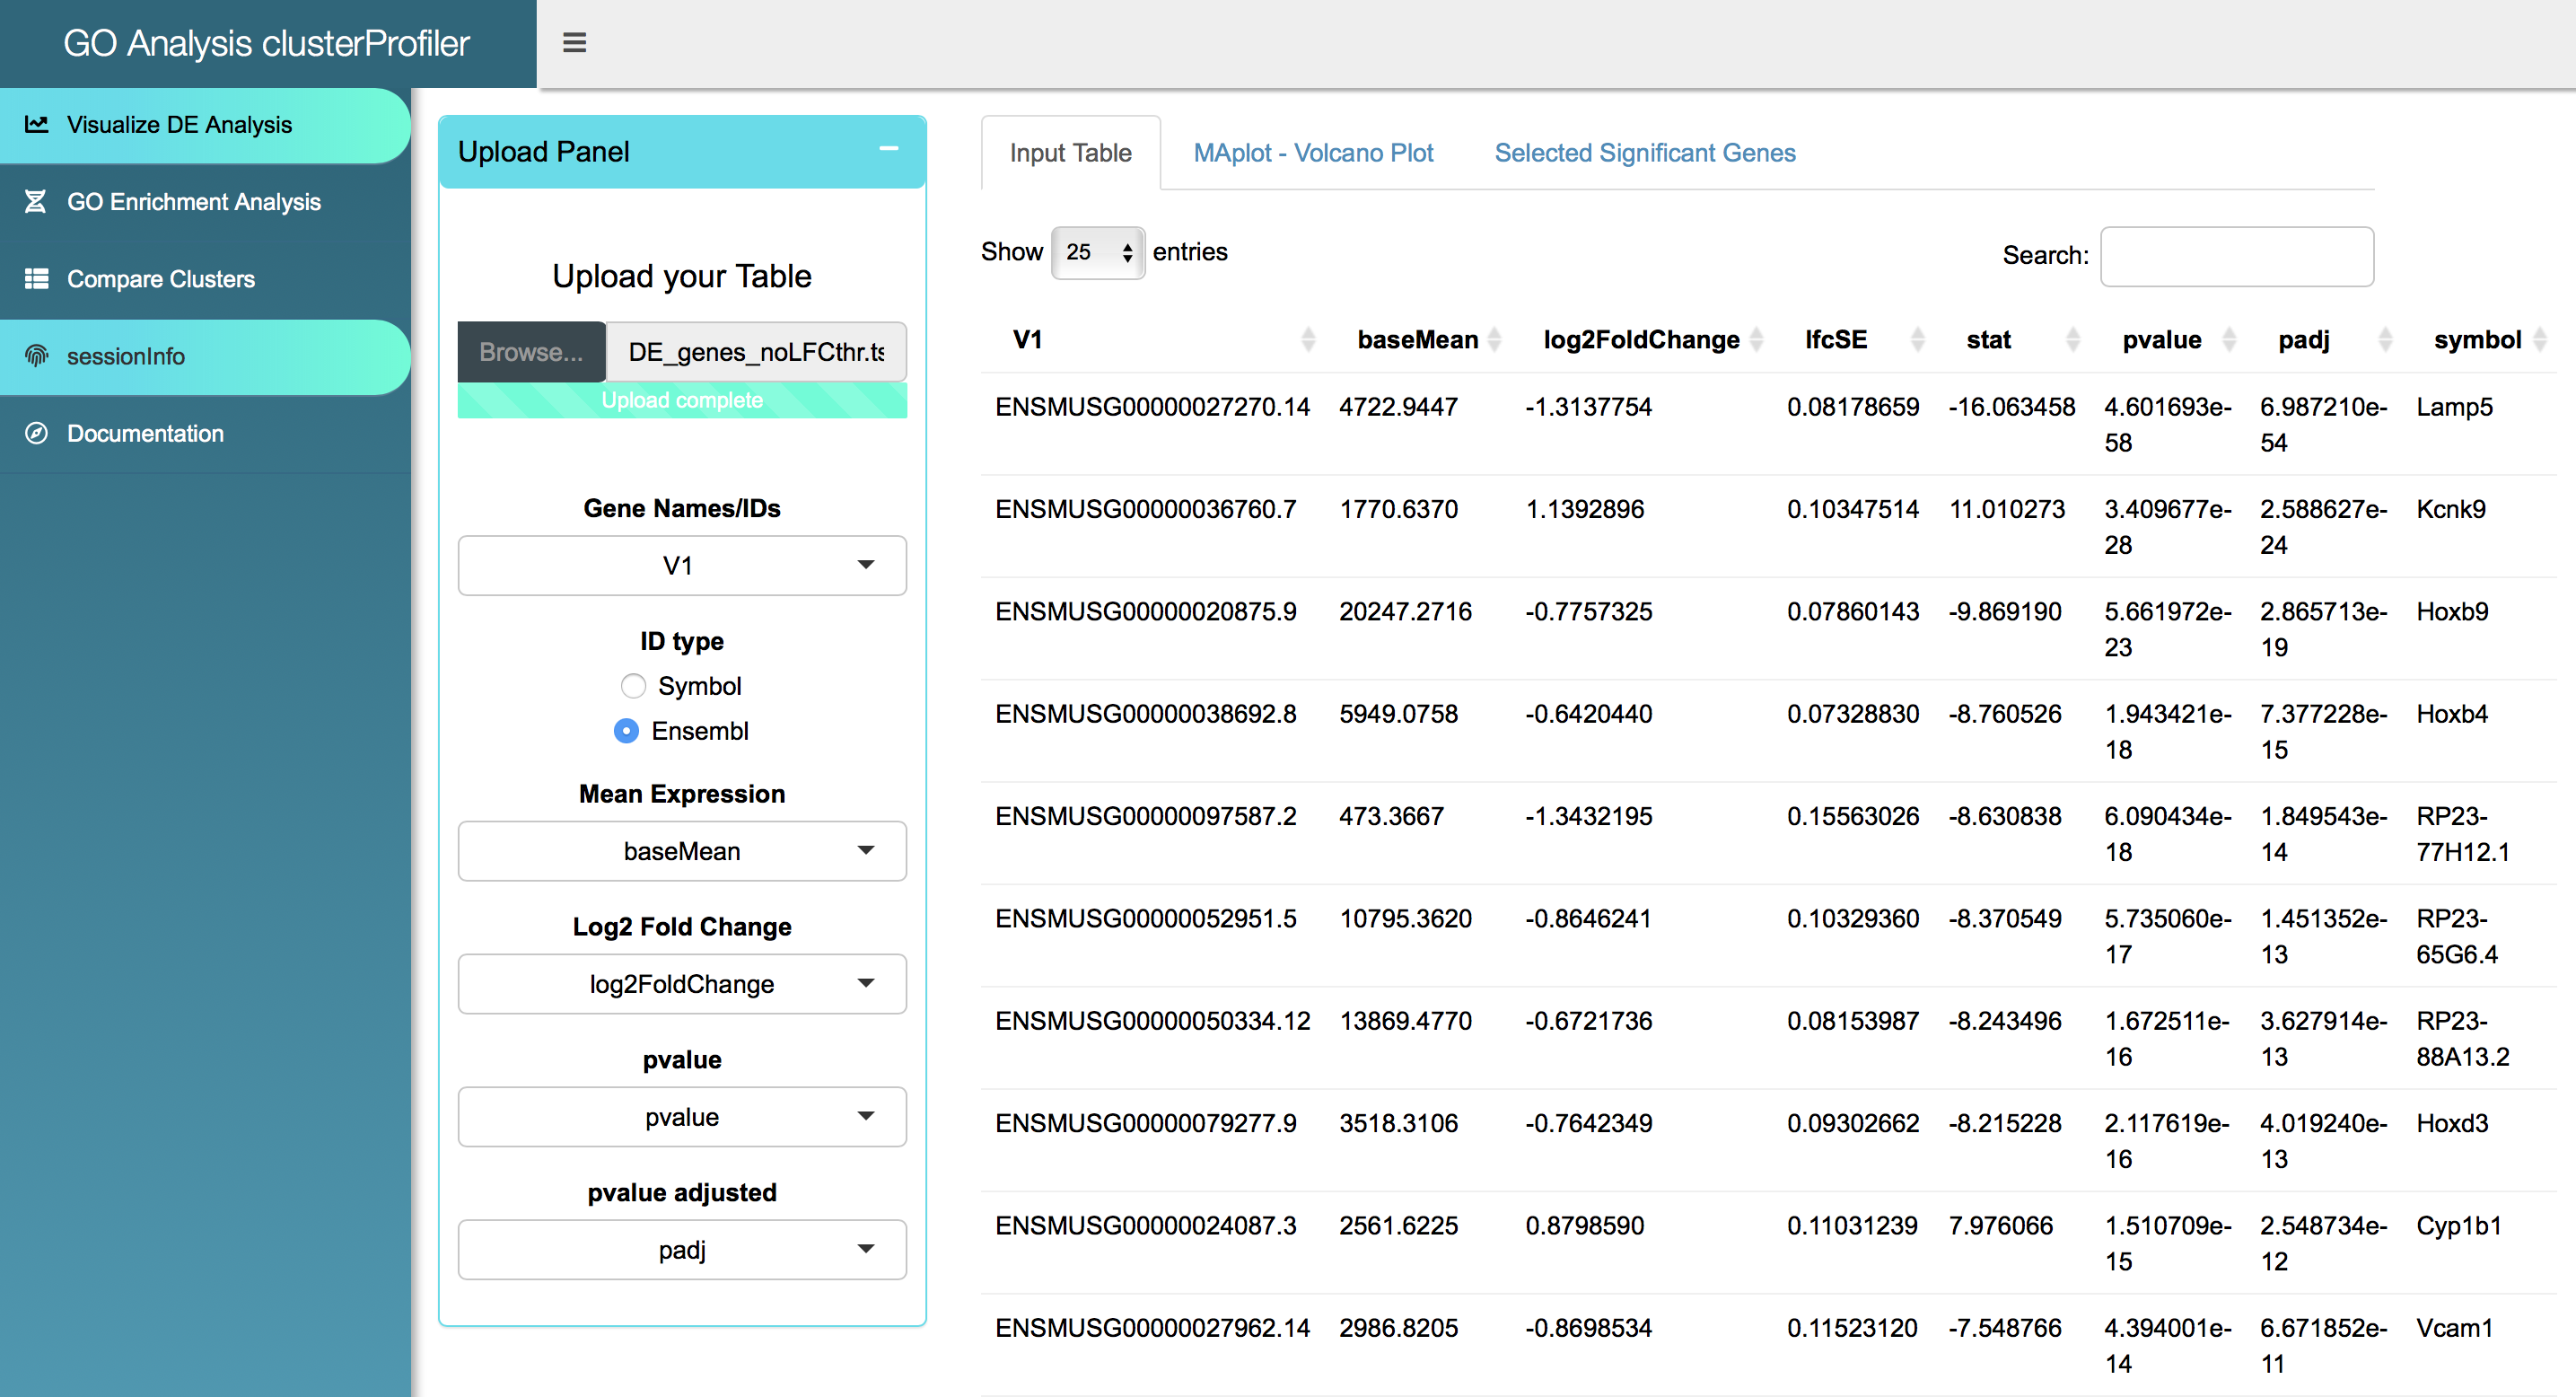 GO Analysis clusterProfiler
Visualize DE Analysis
GO Enrichment Analysis
Compare Clusters
sessionInfo
Documentation
Upload Panel
Upload your Table
Browse... DE_genes_noLFCthr.ts
Upload complete
Gene Names/IDs
V1
ID type
Symbol
Ensembl
Mean Expression
baseMean
Log2 Fold Change
log2FoldChange
pvalue
pvalue
pvalue adjusted
padj
Input Table MAplot - Volcano Plot Selected Significant Genes
Show 25 entries Search:
V1 baseMean log2FoldChange lfcSE stat pvalue padj symbol
ENSMUSG00000027270.14 4722.9447 -1.3137754 0.08178659 -16.063458 4.601693e- 6.987210e- Lamp5
58 54
ENSMUSG00000036760.7 1770.6370 1.1392896 0.10347514 11.010273 3.409677e- 2.588627e- Kcnk9
28 24
ENSMUSG00000020875.9 20247.2716 -0.7757325 0.07860143 -9.869190 5.661972e- 2.865713e- Hoxb9
23 19
ENSMUSG00000038692.8 5949.0758 -0.6420440 0.07328830 -8.760526 1.943421e- 7.377228e- Hoxb4
18 15
ENSMUSG00000097587.2 473.3667 -1.3432195 0.15563026 -8.630838 6.090434e- 1.849543e- RP23-
18 14 77H12.1
ENSMUSG00000052951.5 10795.3620 -0.8646241 0.10329360 -8.370549 5.735060e- 1.451352e- RP23-
17 13 65G6.4
ENSMUSG00000050334.12 13869.4770 -0.6721736 0.08153987 -8.243496 1.672511e- 3.627914e- RP23-
16 13 88A13.2
ENSMUSG00000079277.9 3518.3106 -0.7642349 0.09302662 -8.215228 2.117619e- 4.019240e- Hoxd3
16 13
ENSMUSG00000024087.3 2561.6225 0.8798590 0.11031239 7.976066 1.510709e- 2.548734e- Cyp1b1
15 12
ENSMUSG00000027962.14 2986.8205 -0.8698534 0.11523120 -7.548766 4.394001e- 6.671852e- Vcam1
14 11